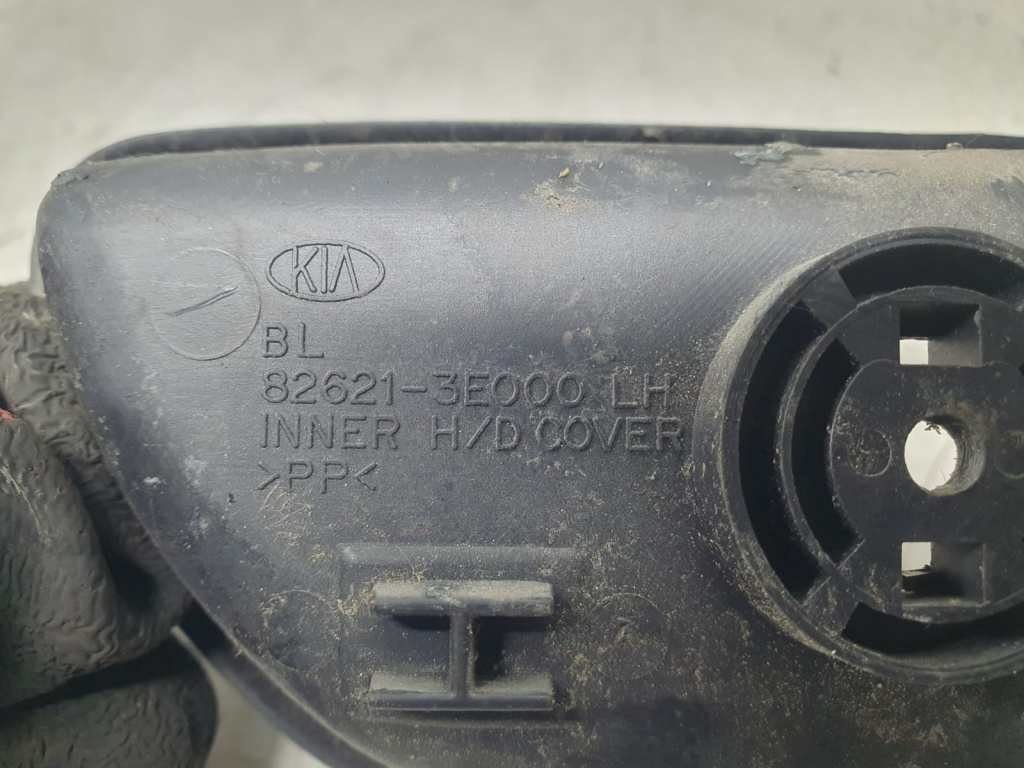 KIA
BL
82621-3E000 LH
INNER H/D COVER
>PP<